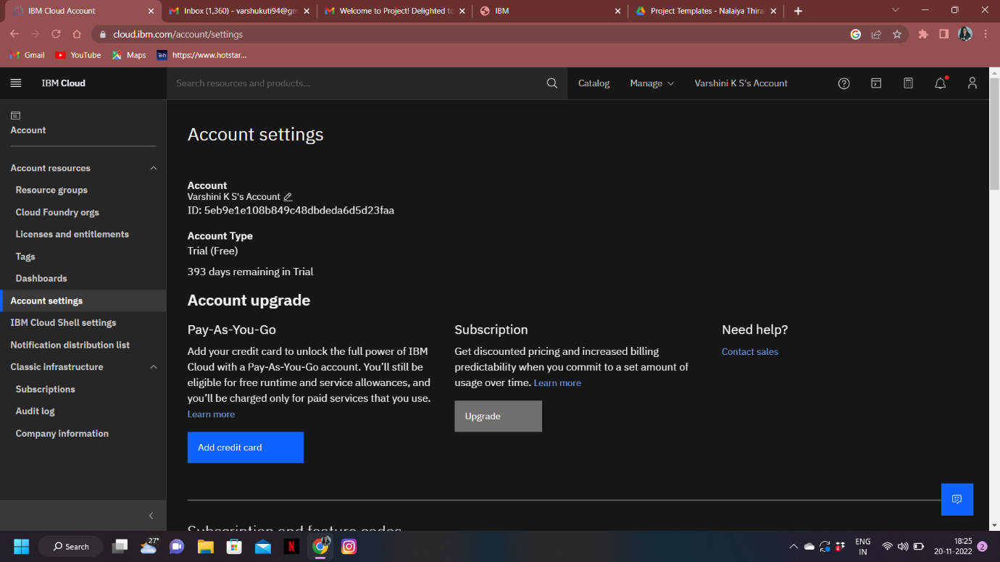 IBM Cloud Account
Inbox (1,360) - varshukuti94@gm
Welcome to Project! Delighted to
IBM
Project Templates - Nalaiya Thira
cloud.ibm.com/account/settings
Gmail
YouTube
Maps
https://www.hotstar...
IBM Cloud
Search resources and products...
Catalog
Manage
Varshini K S's Account
Account
Account resources
Resource groups
Cloud Foundry orgs
Licenses and entitlements
Tags
Dashboards
Account settings
IBM Cloud Shell settings
Notification distribution list
Classic infrastructure
Subscriptions
Audit log
Company information
Account settings
Account
Varshini K S's Account
ID: 5eb9e1e108b849c48dbdeda6d5d23faa
Account Type
Trial (Free)
393 days remaining in Trial
Account upgrade
Pay-As-You-Go
Add your credit card to unlock the full power of IBM
Cloud with a Pay-As-You-Go account. You'll still be
eligible for free runtime and service allowances, and
you'll be charged only for paid services that you use.
Learn more
Add credit card
Subscription
Get discounted pricing and increased billing
predictability when you commit to a set amount of
usage over time. Learn more
Upgrade
Need help?
Contact sales
Subscription and feature codes
Search
27°
ENG
IN
18:25
20-11-2022
2